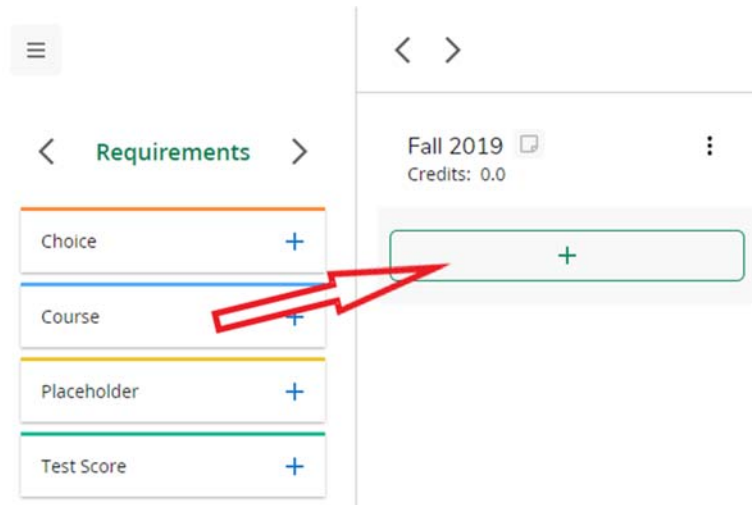 Requirements
Choice
Course
Placeholder
Test Score
Fall 2019
Credits: 0.0